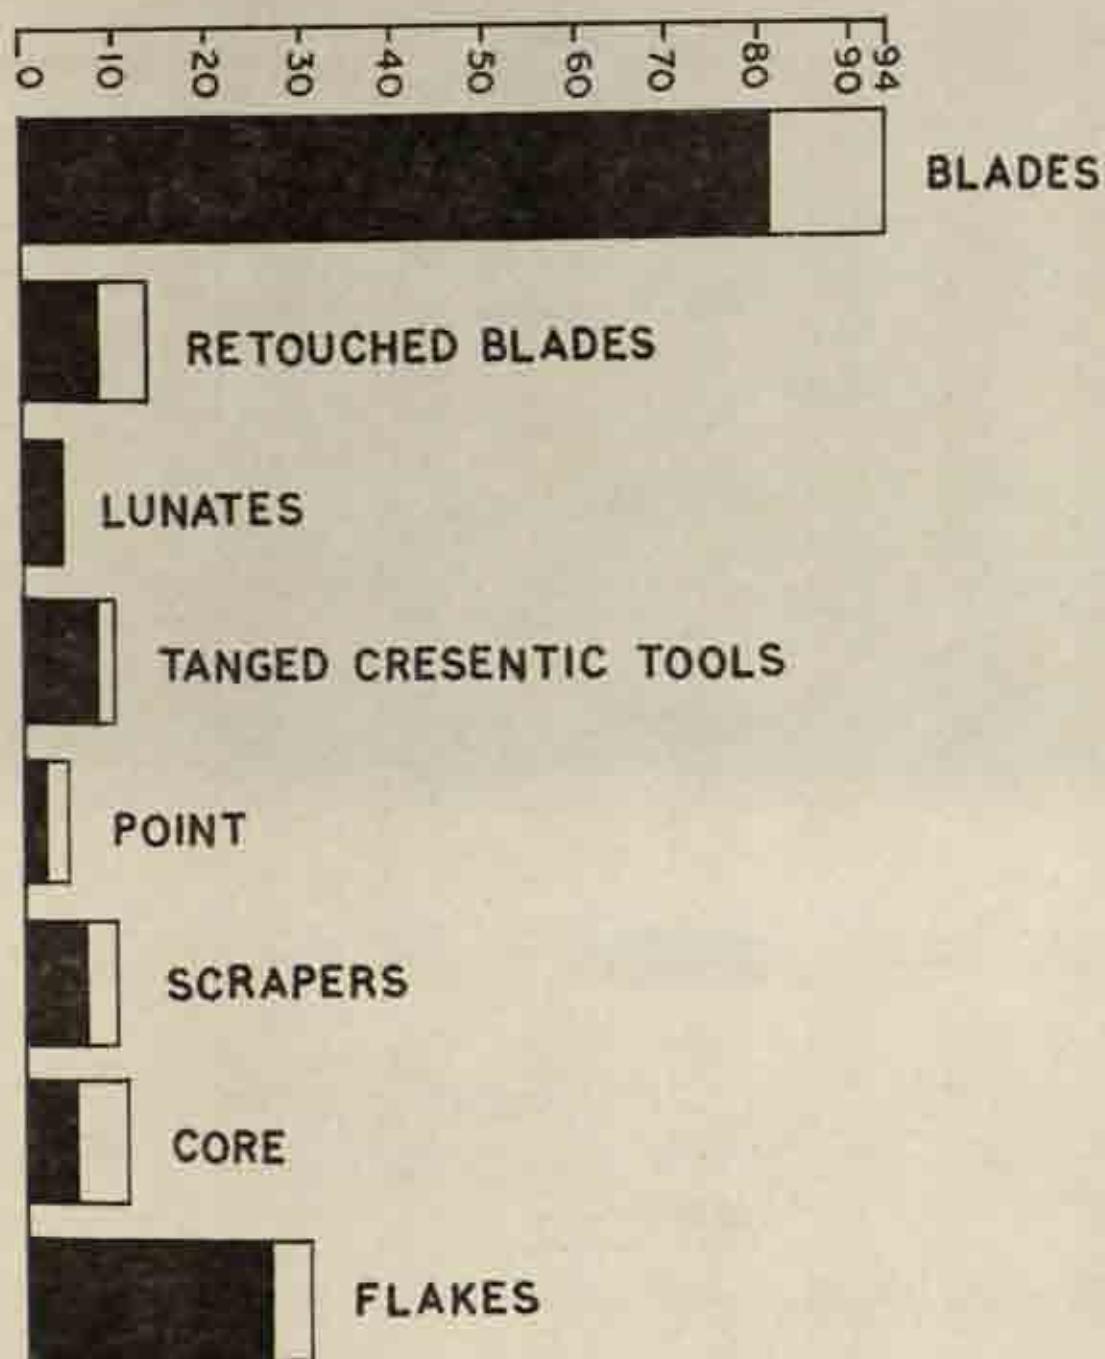 0 10 20 30 40 50 60 70 80 90 94
BLADES
RETOUCHED BLADES
LUNATES
TANGED CRESENTIC TOOLS
POINT
SCRAPERS
CORE
FLAKES